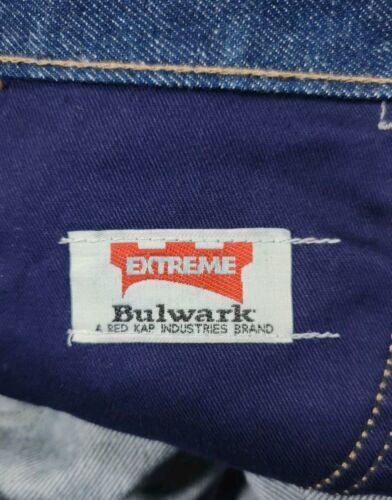 EXTREME
Bulwark
A RED KAP INDUSTRIES BRAND